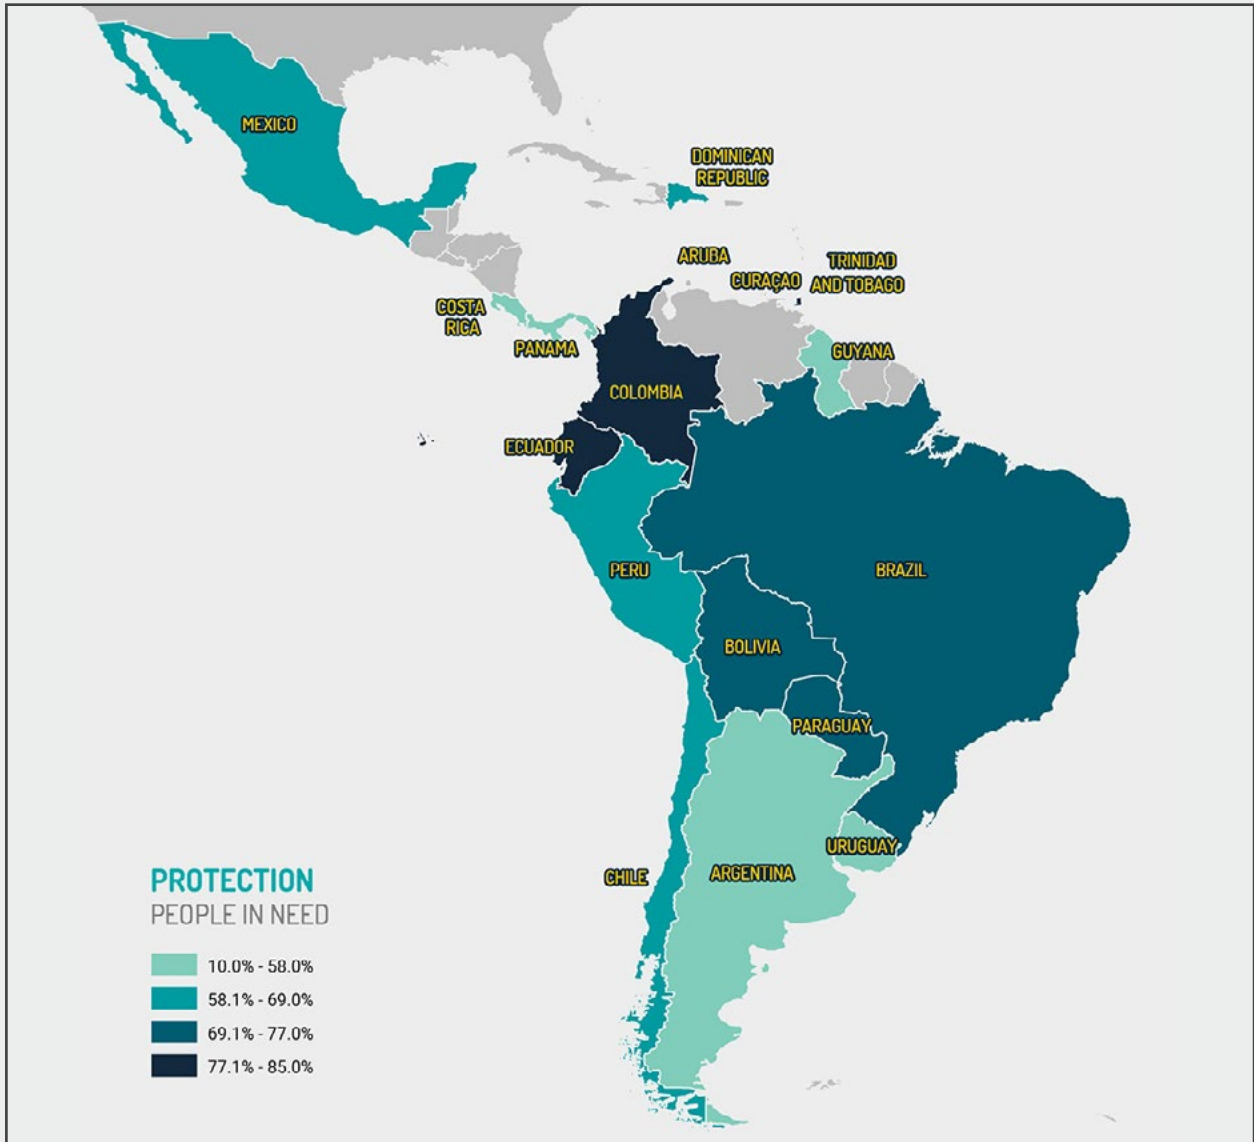 MEXICO
DOMINICAN
REPUBLIC
ARUBA
CURAÇAO
TRINIDAD
AND TOBAGO
COSTA
RIGA
PANAMA
GUYANA
COLOMBIA
ECUADOR
PERU
BRAZIL
BOLIVIA
PARAGUAY
URUGUAY
CHILE
ARGENTINA
PROTECTION
PEOPLE IN NEED
10.0% - 58.0%
58.1% - 69.0%
69.1% - 77.0%
77.1% - 85.0%